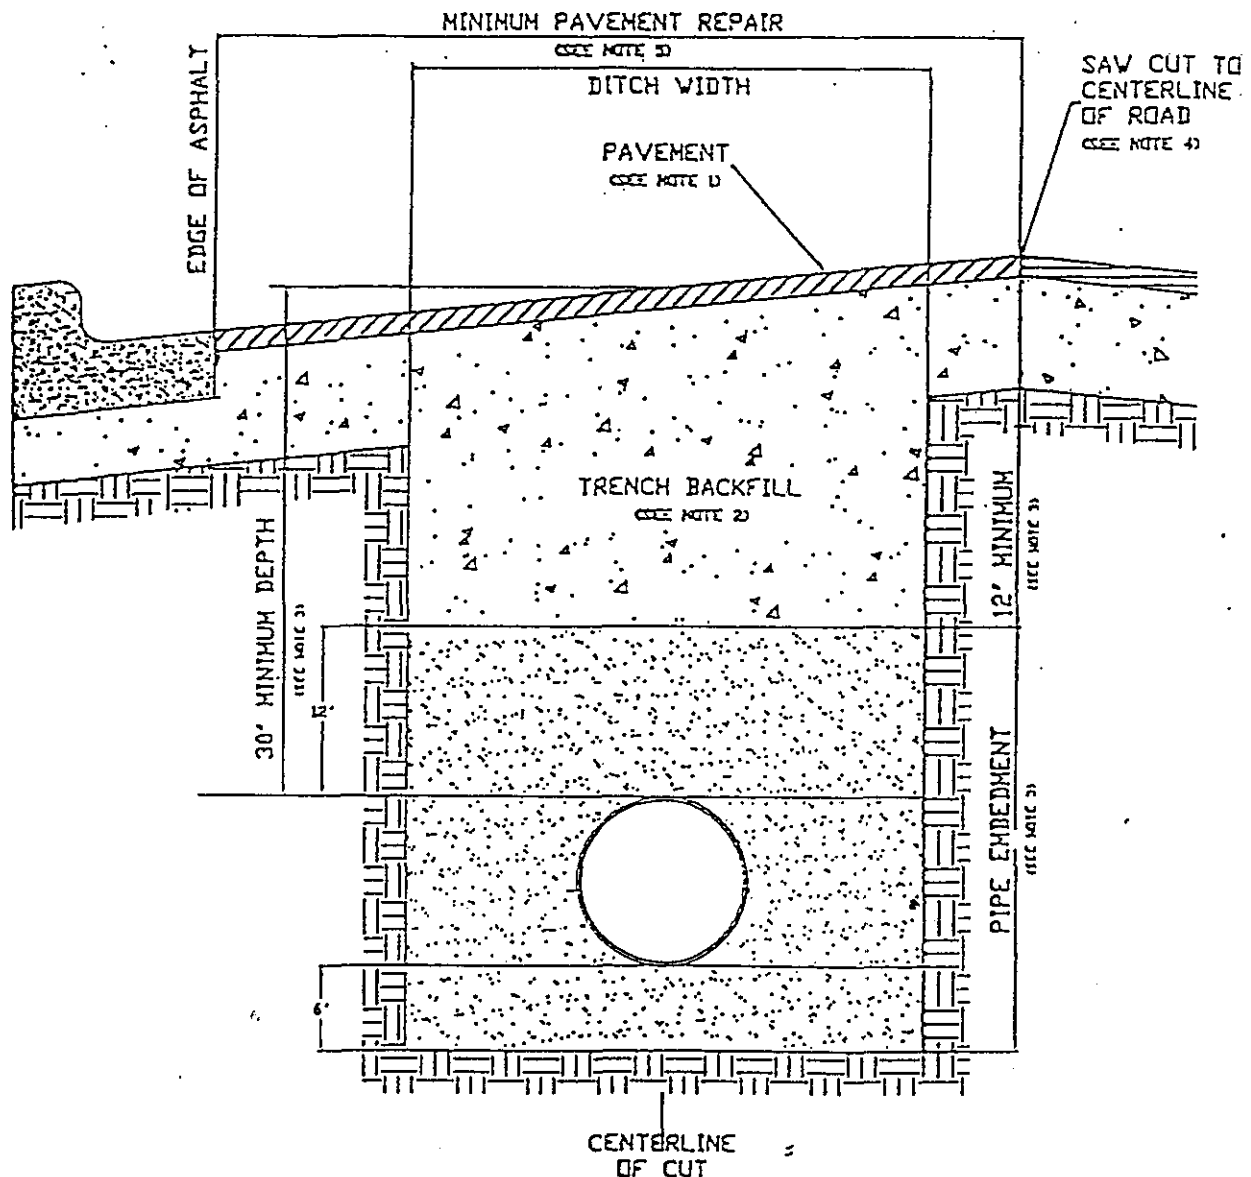 MINIMUM PAVEMENT REPAIR
(SEE NOTE 5)
DITCH WIDTH
EDGE OF ASPHALT
SAW CUT TO
CENTERLINE
OF ROAD
(SEE NOTE 4)
PAVEMENT
(SEE NOTE 1)
TRENCH BACKFILL
(SEE NOTE 2)
30" MINIMUM DEPTH
(SEE NOTE 3)
12" MINIMUM
(SEE NOTE 3)
12"
PIPE EMBEDMENT
(SEE NOTE 3)
6"
CENTERLINE
OF CUT